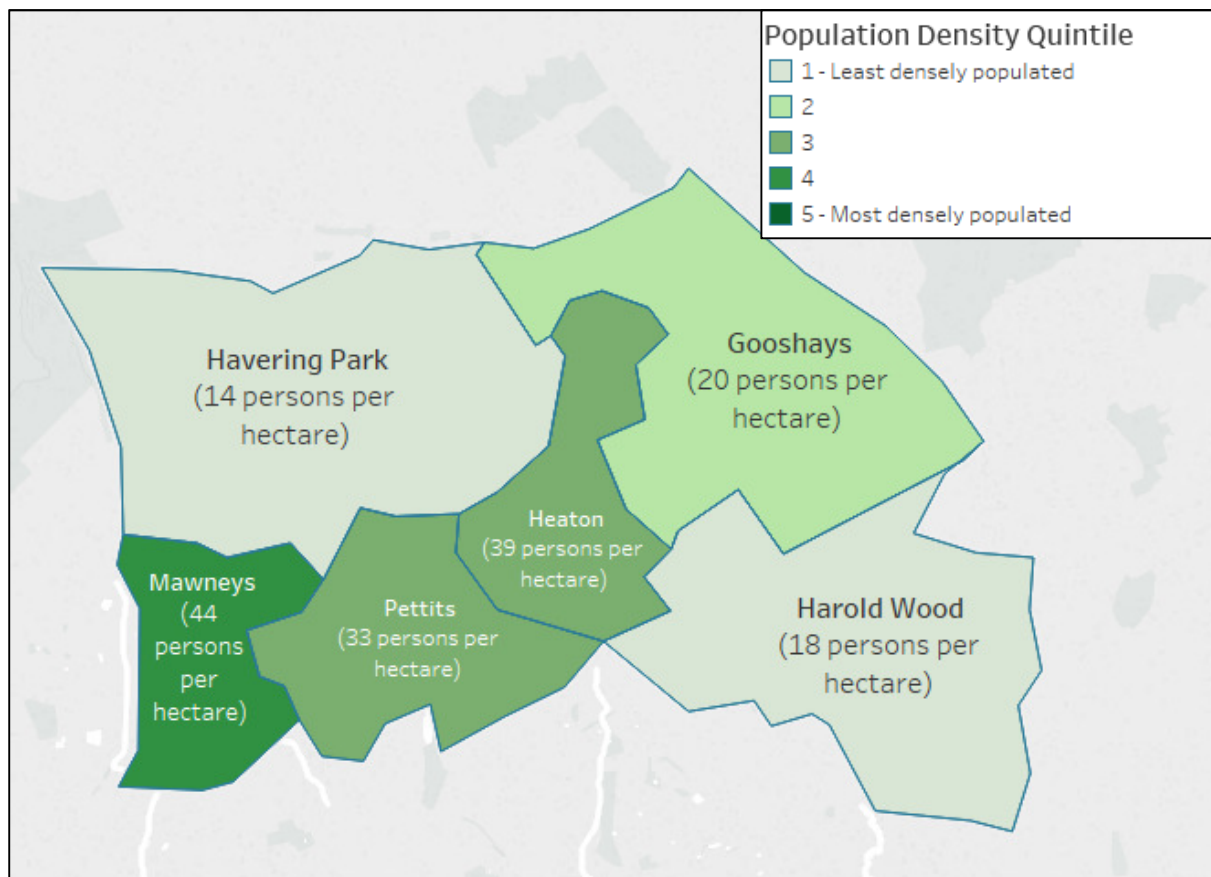 Population Density Quintile
1 - Least densely populated
2
3
4
5 - Most densely populated
Havering Park
(14 persons per
hectare)
Gooshays
(20 persons per
hectare)
Heaton
(39 persons per
hectare)
Mawneys
(44
persons
per
hectare)
Pettits
(33 persons per
hectare)
Harold Wood
(18 persons per
hectare)